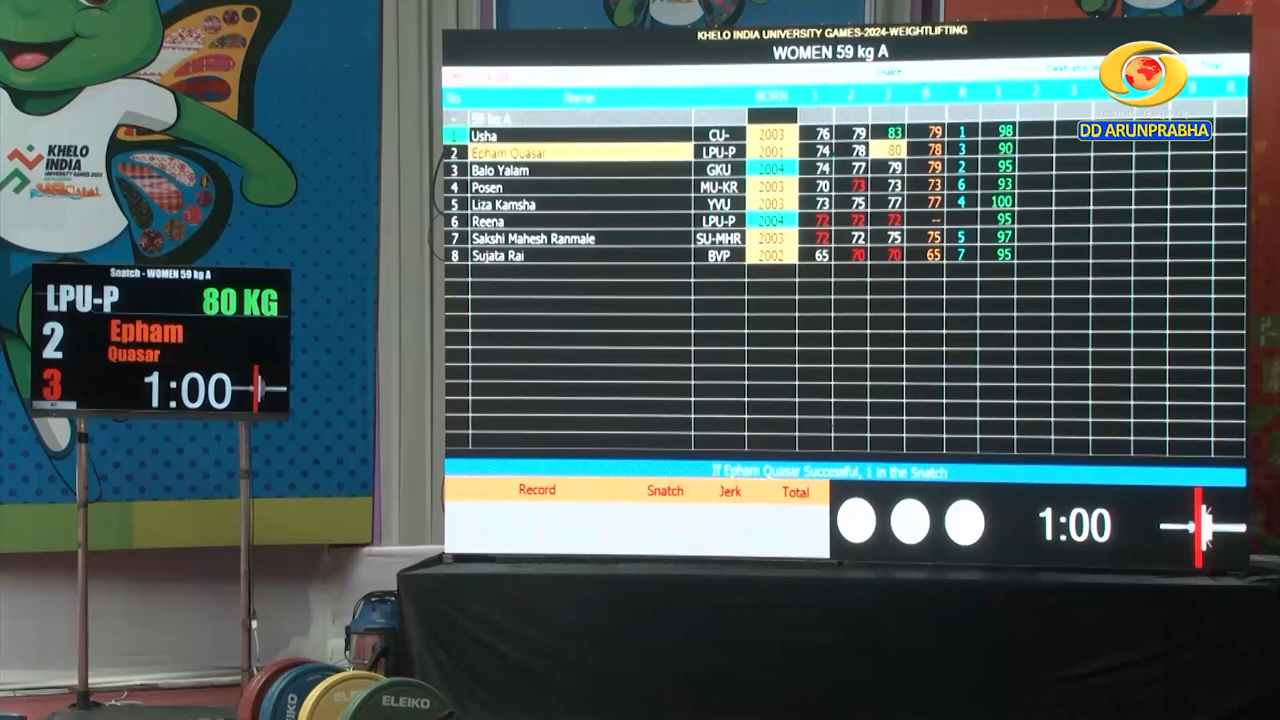 KHELO INDIA UNIVERSITY GAMES-2024-WEIGHTLIFTING
WOMEN 59 kg A
Snatch
Total
No Name BORN 1 2 3 B R 1 2 3 B R
- 59 kg A
1 Usha CU- 2003 76 79 83 79 1 98
2 Epham Quasar LPU-P 2001 74 78 80 78 3 90
3 Balo Yalam GKU 2004 74 77 79 79 2 95
4 Posen MU-KR 2003 70 73 73 73 6 93
5 Liza Kamsha YVU 2003 73 75 77 77 4 100
6 Reena LPU-P 2004 72 72 72 -- 95
7 Sakshi Mahesh Ranmale SU-MHR 2003 72 72 75 75 5 97
8 Sujata Rai BVP 2002 65 70 70 65 7 95
If Epham Quasar Successful, 1 in the Snatch
Record Snatch Jerk Total
1:00
DD ARUNPRABHA
KHELO
INDIA
UNIVERSITY GAMES
Snatch - WOMEN 59 kg A
LPU-P 80 KG
2 Epham
Quasar
3 1:00
ELEIKO
ELEIKO